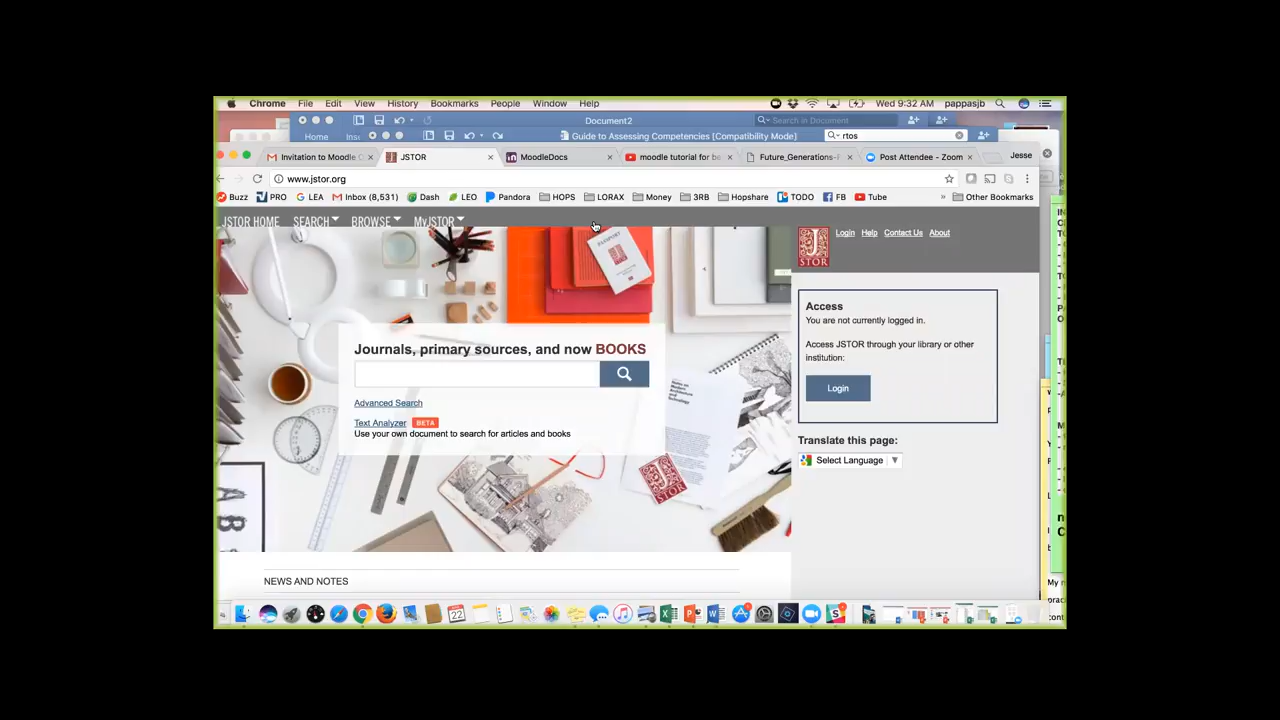 Chrome File Edit View History Bookmarks People Window Help Wed 9:32 AM pappasjb
Document2 Search in Document
Home Guide to Assessing Competencies [Compatibility Mode] rtos
Invitation to Moodle JSTOR MoodleDocs moodle tutorial for be Future_Generations- Post Attendee - Zoom Jesse
www.jstor.org
Buzz PRO LEA Inbox (8,531) Dash LEO Pandora HOPS LORAX Money 3RB Hopshare TODO FB Tube » Other Bookmarks
JSTOR HOME SEARCH BROWSE MyJSTOR
Login Help Contact Us About
JSTOR
PASSPORT
Access
You are not currently logged in.
Access JSTOR through your library or other
institution:
Login
Journals, primary sources, and now BOOKS
Advanced Search
Text Analyzer BETA
Use your own document to search for articles and books
Translate this page:
Select Language
NEWS AND NOTES
22